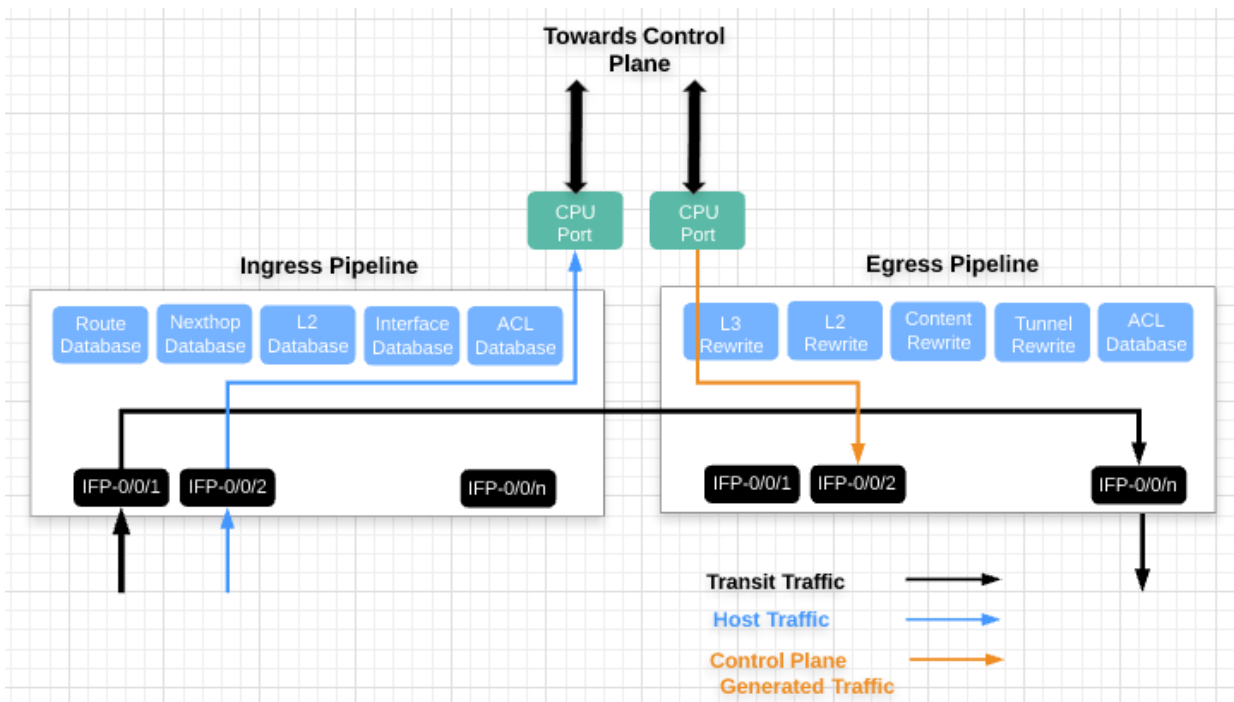 Towards Control
Plane
CPU
Port
CPU
Port
Ingress Pipeline
Egress Pipeline
Route
Database
Nexthop
Database
L2
Database
Interface
Database
ACL
Database
L3
Rewrite
L2
Rewrite
Content
Rewrite
Tunnel
Rewrite
ACL
Database
IFP-0/0/1
IFP-0/0/2
IFP-0/0/n
IFP-0/0/1
IFP-0/0/2
IFP-0/0/n
Transit Traffic
Host Traffic
Control Plane
Generated Traffic